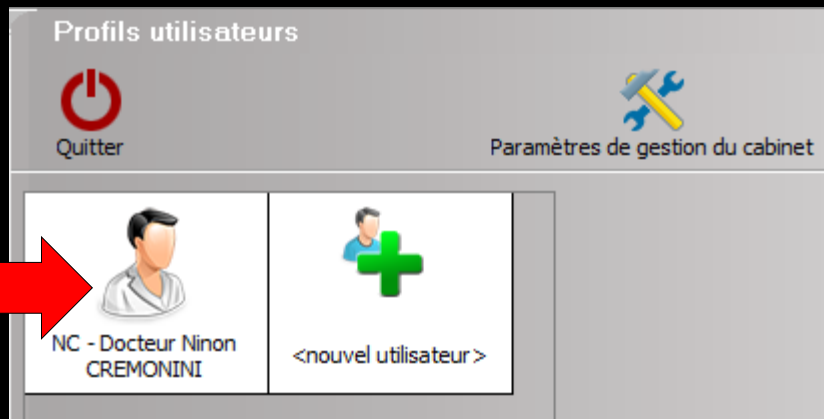 Profils utilisateurs
Quitter
Paramètres de gestion du cabinet
NC - Docteur Ninon
CREMONINI
<nouvel utilisateur>